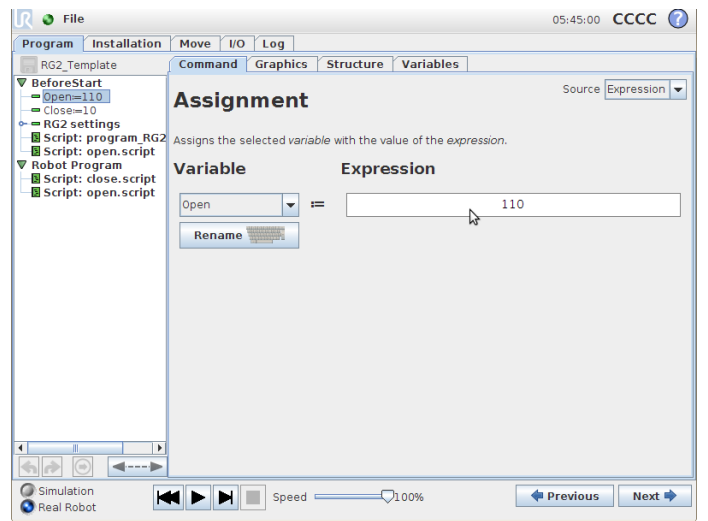 File 05:45:00 CCCC ?
Program Installation Move I/O Log
RG2_Template Command Graphics Structure Variables
BeforeStart
Open:=110
Close:=10
RG2 settings
Script: program_RG2
Script: open.script
Robot Program
Script: close.script
Script: open.script
Assignment Source Expression
Assigns the selected variable with the value of the expression.
Variable Expression
Open := 110
Rename
Simulation
Real Robot
Speed 100%
Previous Next